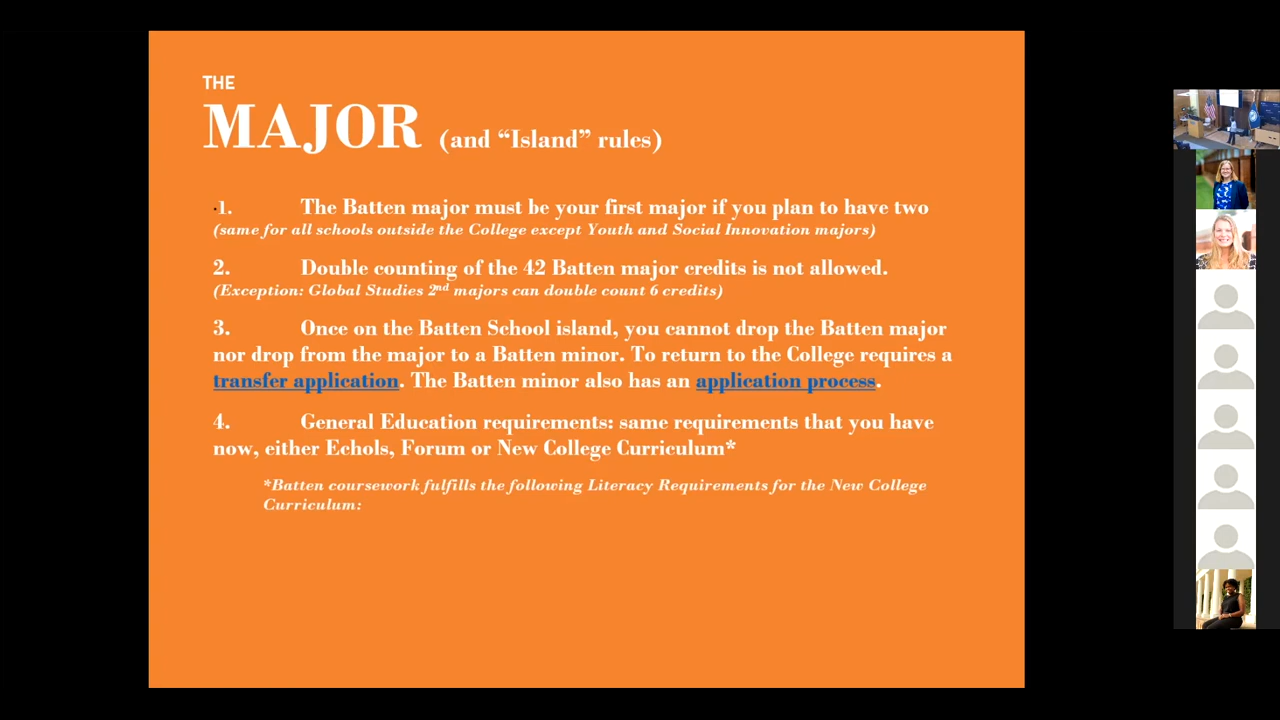 THE
MAJOR (and “Island” rules)
·1. The Batten major must be your first major if you plan to have two
(same for all schools outside the College except Youth and Social Innovation majors)
2. Double counting of the 42 Batten major credits is not allowed.
(Exception: Global Studies 2nd majors can double count 6 credits)
3. Once on the Batten School island, you cannot drop the Batten major
nor drop from the major to a Batten minor. To return to the College requires a
transfer application. The Batten minor also has an application process.
4. General Education requirements: same requirements that you have
now, either Echols, Forum or New College Curriculum*
*Batten coursework fulfills the following Literacy Requirements for the New College
Curriculum: